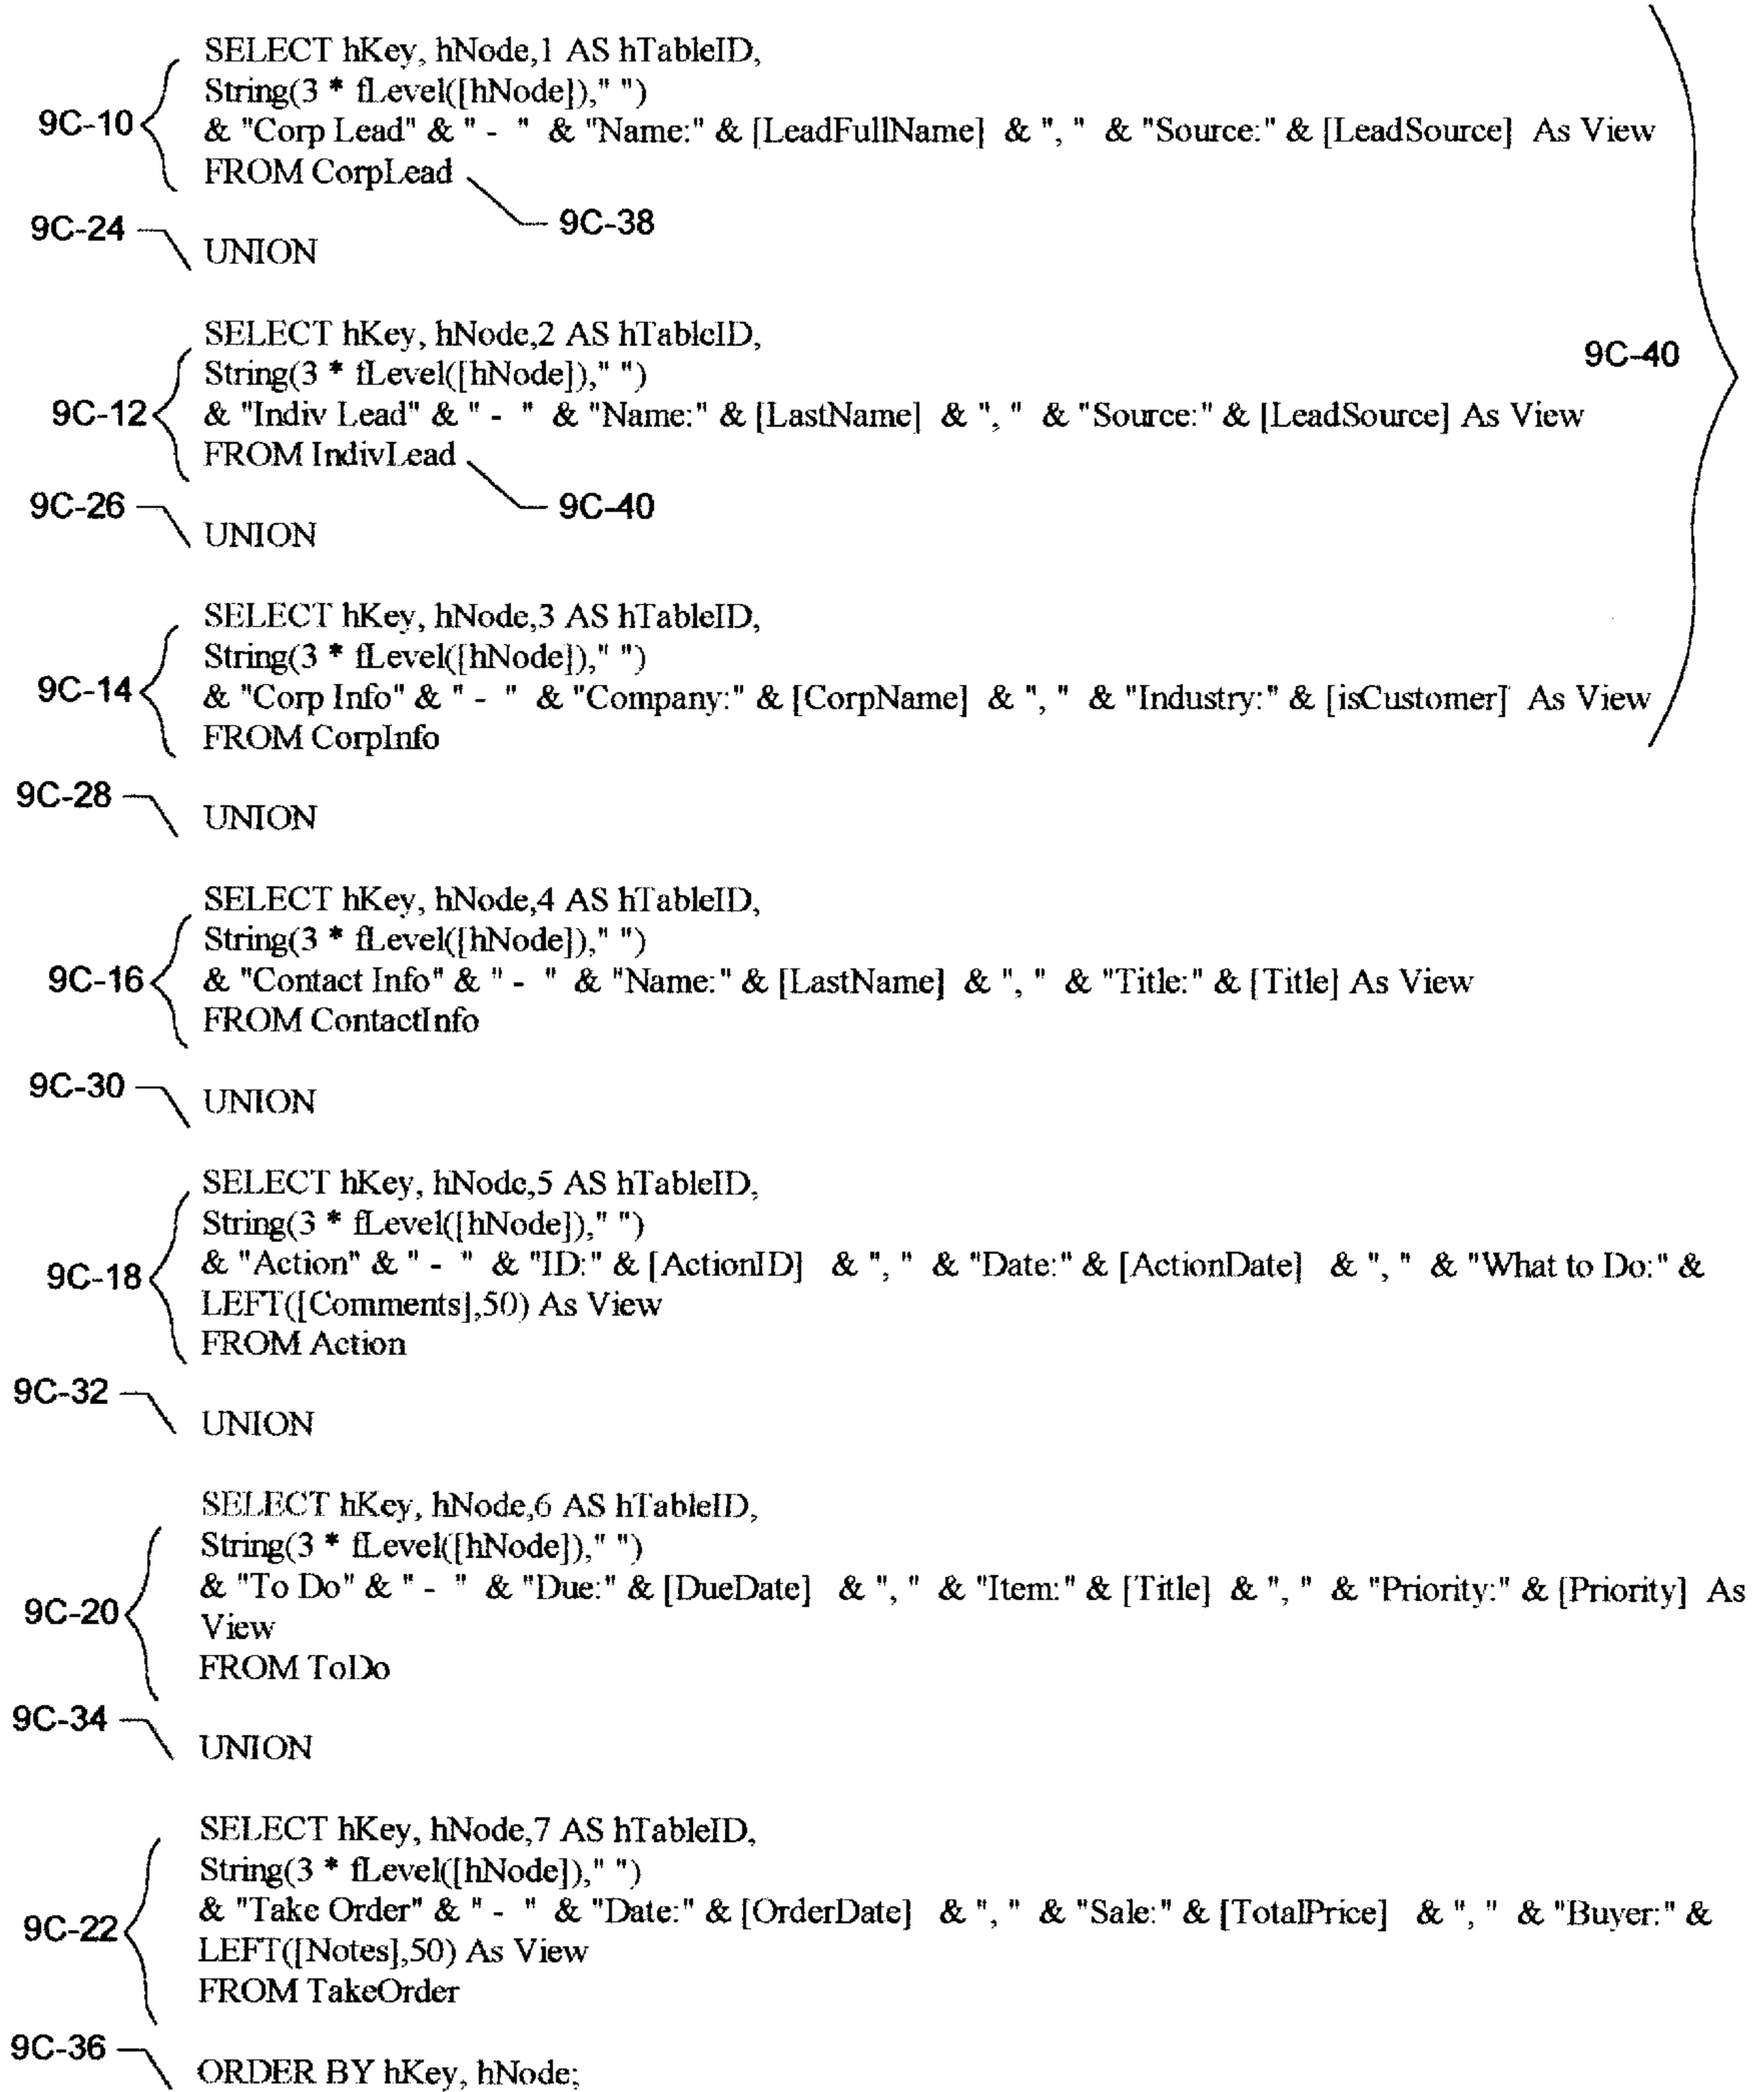 SELECT hKey, hNode,1 AS hTableID,
String(3 * fLevel([hNode])," ")
9C-10
& "Corp Lead" & " -  " & "Name:" & [LeadFullName] & ", " & "Source:" & [LeadSource] As View
FROM CorpLead
9C-38
9C-24
UNION
SELECT hKey, hNode,2 AS hTableID,
9C-40
String(3 * fLevel([hNode])," ")
9C-12
& "Indiv Lead" & " -  " & "Name:" & [LastName] & ", " & "Source:" & [LeadSource] As View
FROM IndivLead
9C-26
9C-40
UNION
SELECT hKey, hNode,3 AS hTableID,
String(3 * fLevel([hNode])," ")
9C-14
& "Corp Info" & " -  " & "Company:" & [CorpName] & ", " & "Industry:" & [isCustomer] As View
FROM CorpInfo
9C-28
UNION
SELECT hKey, hNode,4 AS hTableID,
String(3 * fLevel([hNode])," ")
9C-16
& "Contact Info" & " -  " & "Name:" & [LastName] & ", " & "Title:" & [Title] As View
FROM ContactInfo
9C-30
UNION
SELECT hKey, hNode,5 AS hTableID,
String(3 * fLevel([hNode])," ")
9C-18
& "Action" & " -  " & "ID:" & [ActionID] & ", " & "Date:" & [ActionDate] & ", " & "What to Do:" &
LEFT([Comments],50) As View
FROM Action
9C-32
UNION
SELECT hKey, hNode,6 AS hTableID,
String(3 * fLevel([hNode])," ")
9C-20
& "To Do" & " -  " & "Due:" & [DueDate] & ", " & "Item:" & [Title] & ", " & "Priority:" & [Priority] As
View
FROM ToDo
9C-34
UNION
SELECT hKey, hNode,7 AS hTableID,
String(3 * fLevel([hNode])," ")
9C-22
& "Take Order" & " -  " & "Date:" & [OrderDate] & ", " & "Sale:" & [TotalPrice] & ", " & "Buyer:" &
LEFT([Notes],50) As View
FROM TakeOrder
9C-36
ORDER BY hKey, hNode;